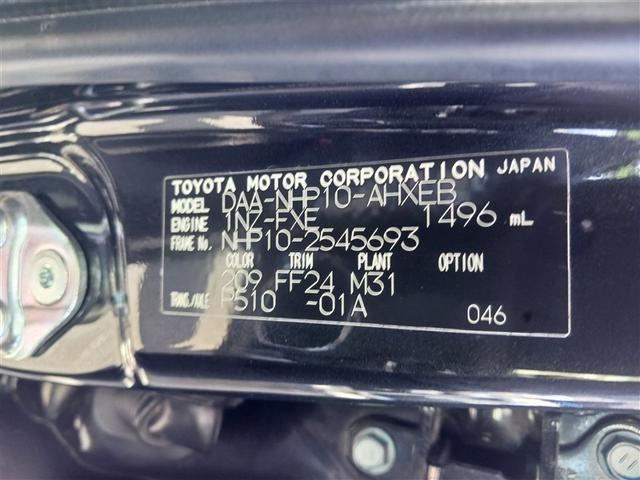 TOYOTA MOTOR CORPORATION JAPAN
MODEL DAA-NHP10-AHXEB
ENGINE 1NZ-FXE 1496 mL
FRAME No. NHP10-2545693
COLOR TRIM PLANT OPTION
209 FF24 M31
TRANS./AXLE P510 -01A 046